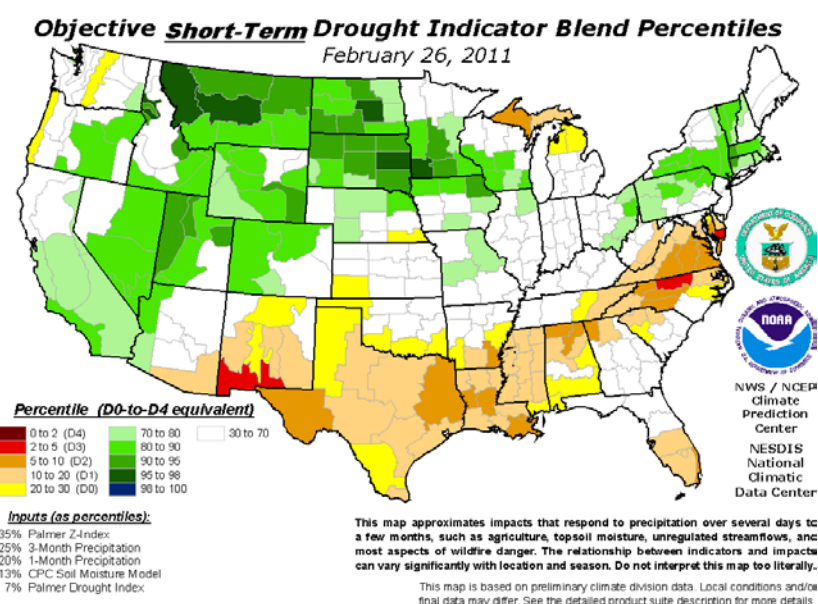 Objective Short-Term Drought Indicator Blend Percentiles
February 26, 2011
DEPARTMENT OF COMMERCE
UNITED STATES OF AMERICA
NOAA
NWS / NCEP
Climate
Prediction
Center
NESDIS
National
Climatic
Data Center
Percentile (D0-to-D4 equivalent)
0 to 2 (D4)
2 to 5 (D3)
5 to 10 (D2)
10 to 20 (D1)
20 to 30 (D0)
70 to 80
80 to 90
90 to 95
95 to 98
98 to 100
30 to 70
Inputs (as percentiles):
35% Palmer Z-Index
25% 3-Month Precipitation
20% 1-Month Precipitation
13% CPC Soil Moisture Model
7% Palmer Drought Index
This map approximates impacts that respond to precipitation over several days to
a few months, such as agriculture, topsoil moisture, unregulated streamflows, and
most aspects of wildfire danger. The relationship between indicators and impacts
can vary significantly with location and season. Do not interpret this map too literally.
This map is based on preliminary climate division data. Local conditions and/or
final data may differ. See the detailed product suite description for more details.